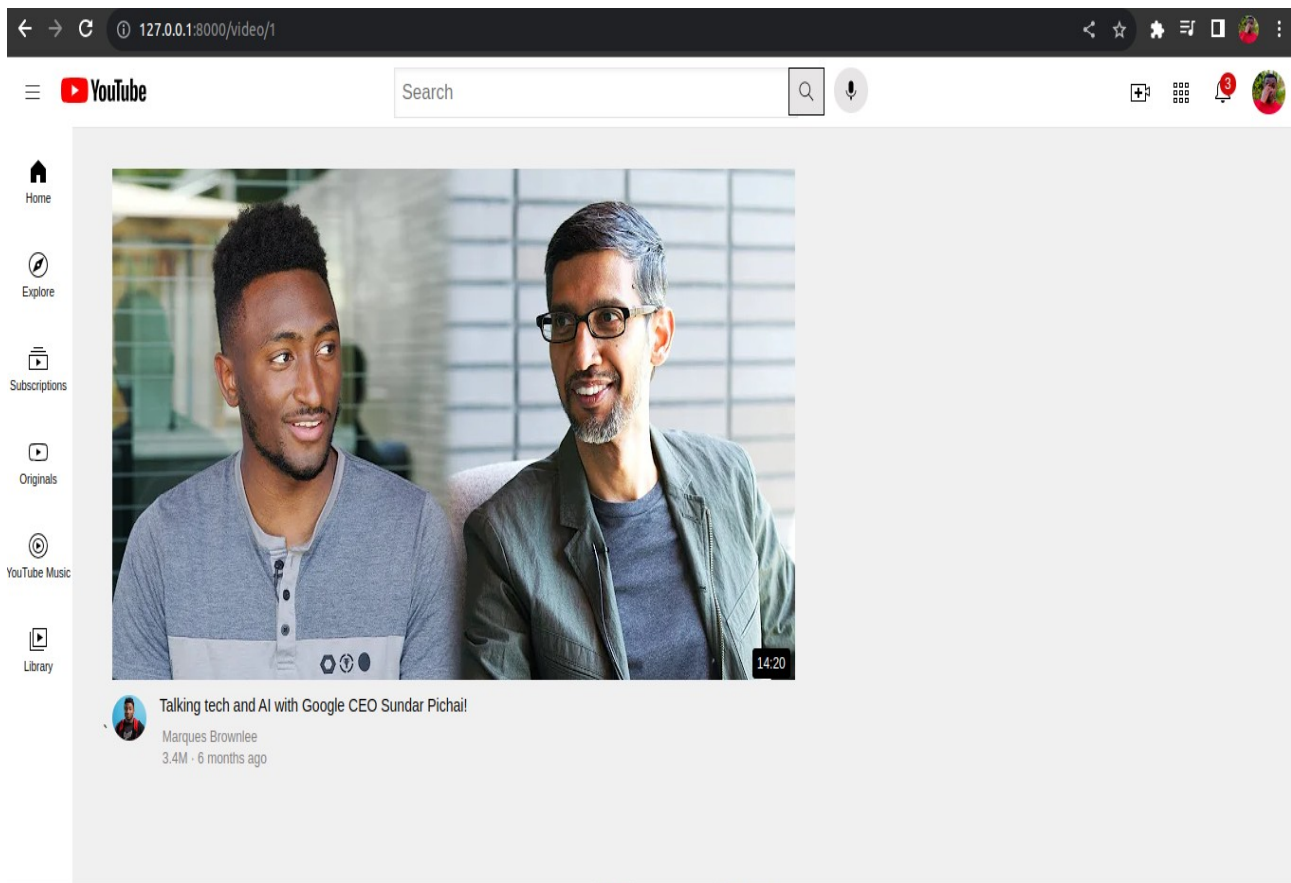 127.0.0.1:8000/video/1
YouTube
Search
3
Home
Explore
Subscriptions
Originals
YouTube Music
Library
14:20
Talking tech and AI with Google CEO Sundar Pichai!
Marques Brownlee
3.4M · 6 months ago